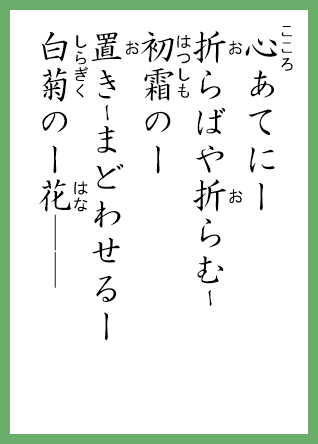 心あてにー
折らばや折らむー
初霜のー
置きーまどわせるー
白菊のー花――
こころ
お
お
はつしも
お
しらぎく
はな